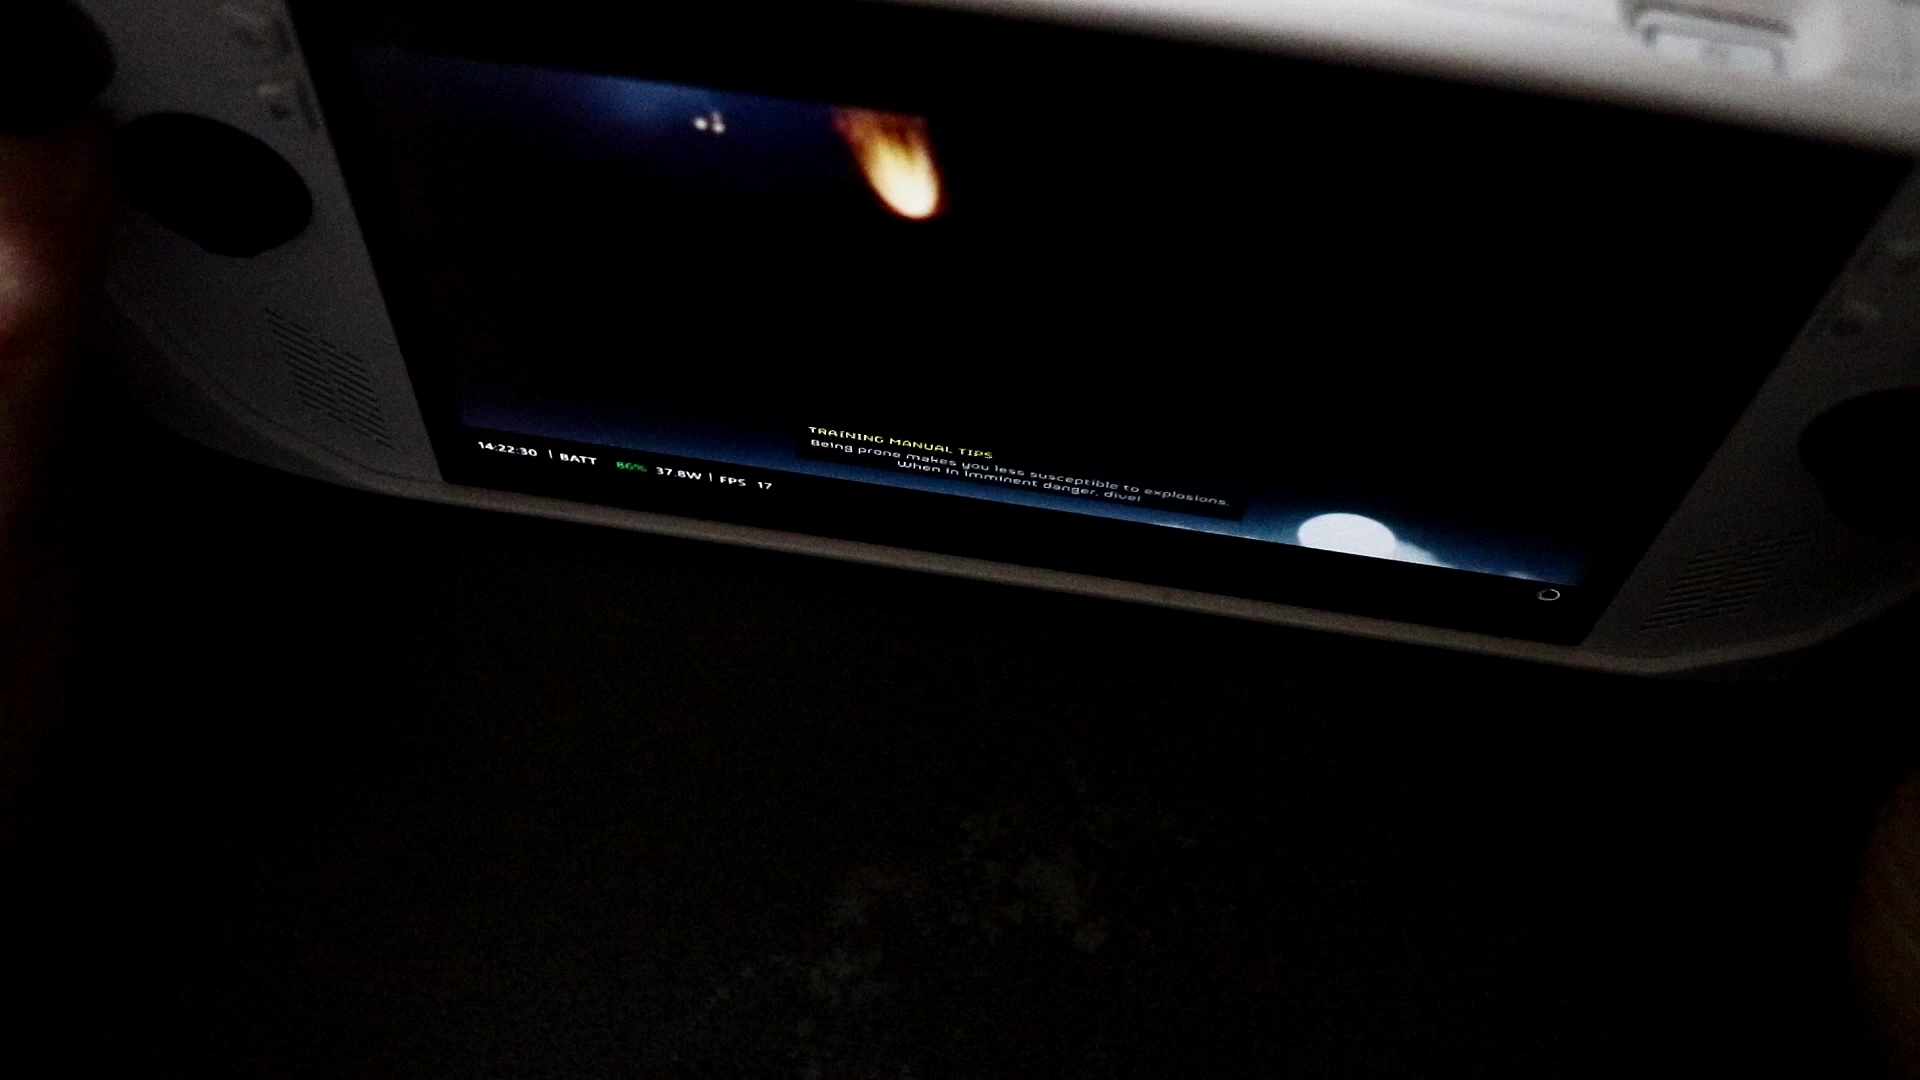 TRAINING MANUAL TIPS
Being prone makes you less susceptible to explosions.
When in imminent danger, dive!
14:22:30 | BATT 86% 37.8W | FPS 17